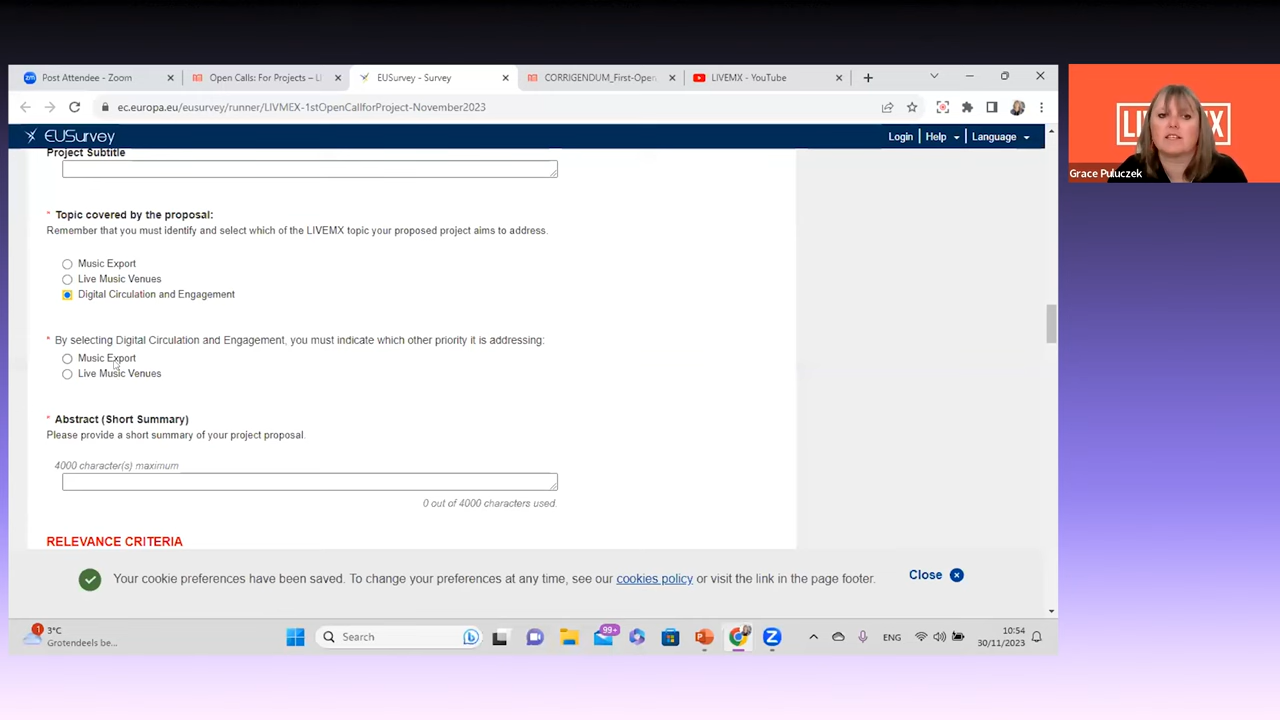 Post Attendee - Zoom
Open Calls: For Projects – L
EUSurvey - Survey
CORRIGENDUM_First-Open-
LIVEMX - YouTube
ec.europa.eu/eusurvey/runner/LIVMEX-1stOpenCallforProject-November2023
EUSurvey
Login | Help | Language
LIVEMX
Grace Puluczek
Project Subtitle
* Topic covered by the proposal:
Remember that you must identify and select which of the LIVEMX topic your proposed project aims to address.
Music Export
Live Music Venues
Digital Circulation and Engagement
* By selecting Digital Circulation and Engagement, you must indicate which other priority it is addressing:
Music Export
Live Music Venues
* Abstract (Short Summary)
Please provide a short summary of your project proposal.
4000 character(s) maximum
0 out of 4000 characters used.
RELEVANCE CRITERIA
Your cookie preferences have been saved. To change your preferences at any time, see our cookies policy or visit the link in the page footer.
Close
1
3°C
Grotendeels be...
Search
99+
ENG
10:54
30/11/2023